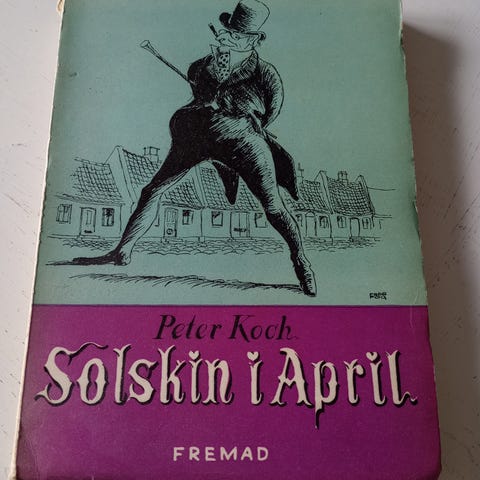 Peter Koch
Solskin i April
FREMAD